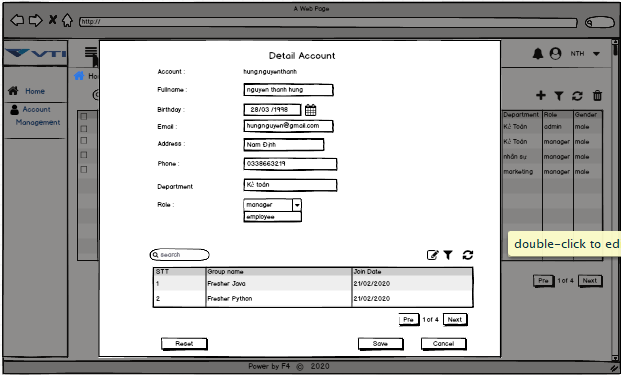 A Web Page
http://
VTI
NTH
Home
Account
Management
Department Role Gender
Kế Toán admin male
Kế Toán manager male
nhân sự manager male
marketing manager male
Pre 1 of 4 Next
double-click to ed
Detail Account
Account : hung.nguyenthanh
Fullname : nguyen thanh hung
Birthday : 28/03 /1998
Email : hungnguyen@gmail.com
Address : Nam Định
Phone : 0338663219
Department Kế toán
Role : manager
employee
search
STT Group name Join Date
1 Fresher Java 21/02/2020
2 Fresher Python 21/02/2020
Pre 1 of 4 Next
Reset Save Cancel
Power by F4 © 2020